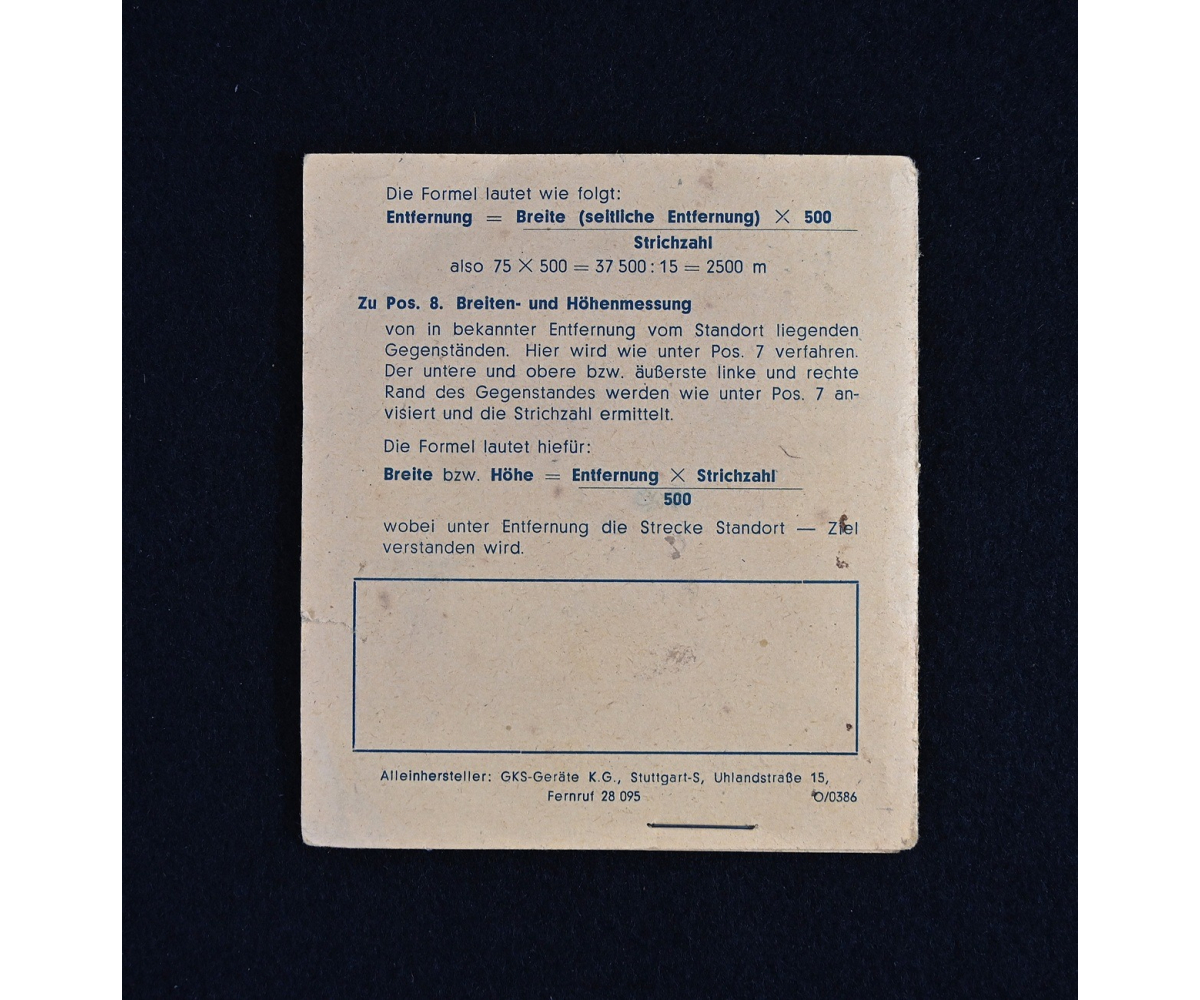 Die Formel lautet wie folgt:
Entfernung = Breite (seitliche Entfernung) × 500
Strichzahl
also 75 × 500 = 37 500 : 15 = 2500 m
Zu Pos. 8. Breiten- und Höhenmessung
von in bekannter Entfernung vom Standort liegenden
Gegenständen. Hier wird wie unter Pos. 7 verfahren.
Der untere und obere bzw. äußerste linke und rechte
Rand des Gegenstandes werden wie unter Pos. 7 an-
visiert und die Strichzahl ermittelt.
Die Formel lautet hiefür:
Breite bzw. Höhe = Entfernung × Strichzahl
500
wobei unter Entfernung die Strecke Standort — Ziel
verstanden wird.
Alleinhersteller: GKS-Geräte K.G., Stuttgart-S, Uhlandstraße 15,
Fernruf 28 095 O/0386